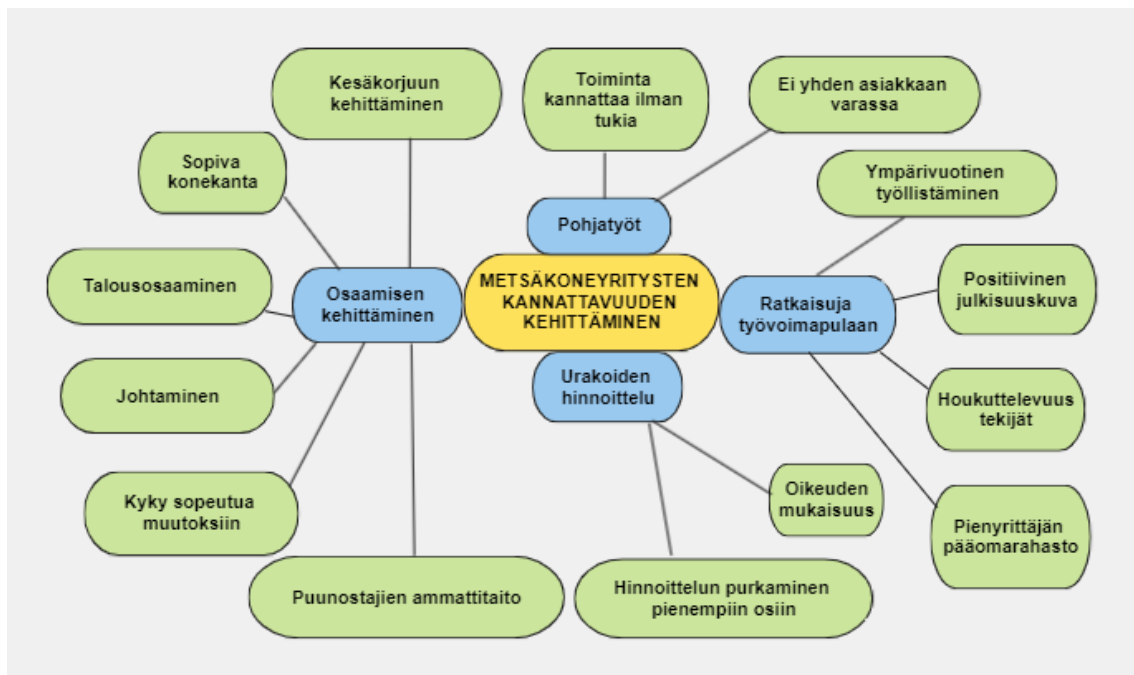 Kesäkorjuun
kehittäminen
Toiminta
kannattaa ilman
tukia
Ei yhden asiakkaan
varassa
Sopiva
konekanta
Ympärivuotinen
työllistäminen
Pohjatyöt
Talousosaaminen
Osaamisen
kehittäminen
METSÄKONEYRITYSTEN
KANNATTAVUUDEN
KEHITTÄMINEN
Ratkaisuja
työvoimapulaan
Positiivinen
julkisuuskuva
Johtaminen
Urakoiden
hinnoittelu
Houkuttelevuus
tekijät
Kyky sopeutua
muutoksiin
Oikeuden
mukaisuus
Pienyrittäjän
pääomarahasto
Puunostajien ammattitaito
Hinnoittelun purkaminen
pienempiin osiin